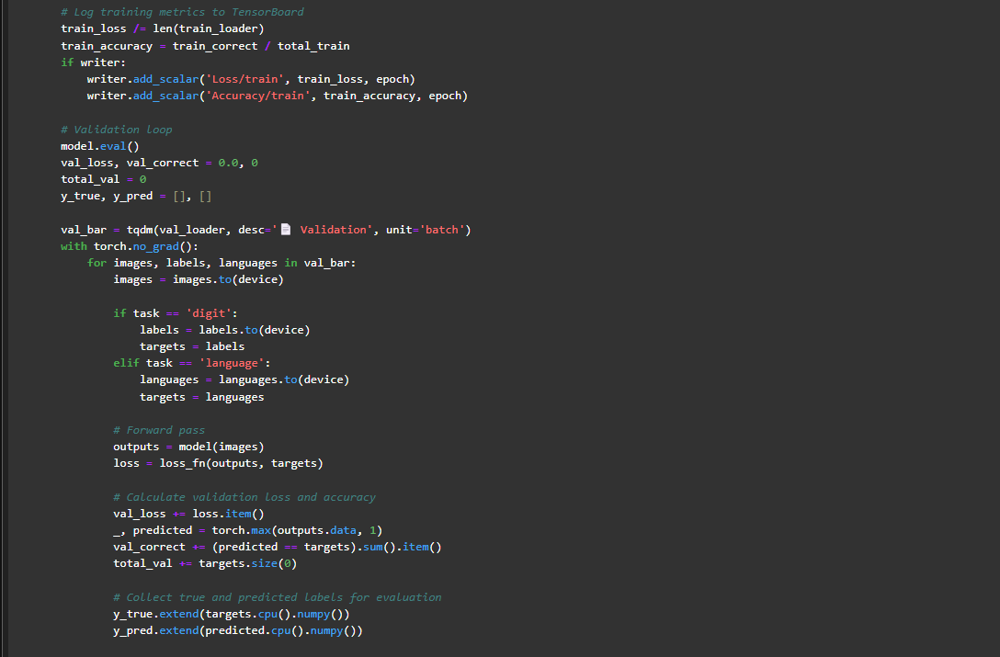 # Log training metrics to TensorBoard
train_loss /= len(train_loader)
train_accuracy = train_correct / total_train
if writer:
    writer.add_scalar('Loss/train', train_loss, epoch)
    writer.add_scalar('Accuracy/train', train_accuracy, epoch)

# Validation loop
model.eval()
val_loss, val_correct = 0.0, 0
total_val = 0
y_true, y_pred = [], []

val_bar = tqdm(val_loader, desc='📄 Validation', unit='batch')
with torch.no_grad():
    for images, labels, languages in val_bar:
        images = images.to(device)

        if task == 'digit':
            labels = labels.to(device)
            targets = labels
        elif task == 'language':
            languages = languages.to(device)
            targets = languages

        # Forward pass
        outputs = model(images)
        loss = loss_fn(outputs, targets)

        # Calculate validation loss and accuracy
        val_loss += loss.item()
        _, predicted = torch.max(outputs.data, 1)
        val_correct += (predicted == targets).sum().item()
        total_val += targets.size(0)

        # Collect true and predicted labels for evaluation
        y_true.extend(targets.cpu().numpy())
        y_pred.extend(predicted.cpu().numpy())